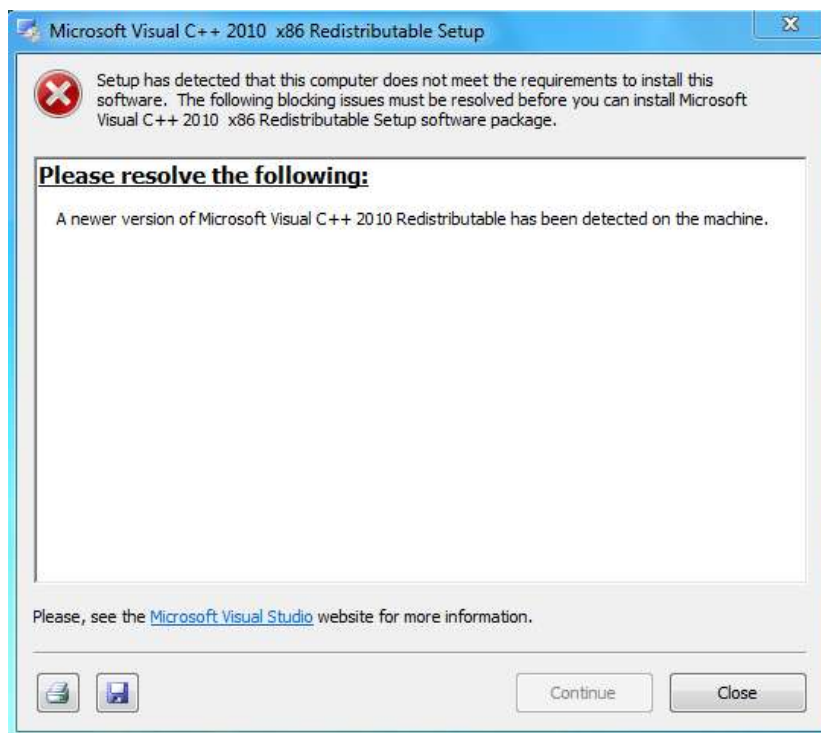 Microsoft Visual C++ 2010  x86 Redistributable Setup
Setup has detected that this computer does not meet the requirements to install this
software.  The following blocking issues must be resolved before you can install Microsoft
Visual C++ 2010  x86 Redistributable Setup software package.
Please resolve the following:
A newer version of Microsoft Visual C++ 2010 Redistributable has been detected on the machine.
Please, see the Microsoft Visual Studio website for more information.
Continue
Close